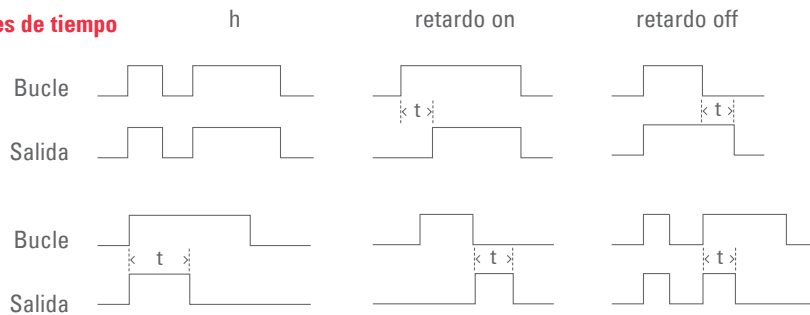 es de tiempo h retardo on retardo off
Bucle
t t
Salida
Bucle
t t t
Salida